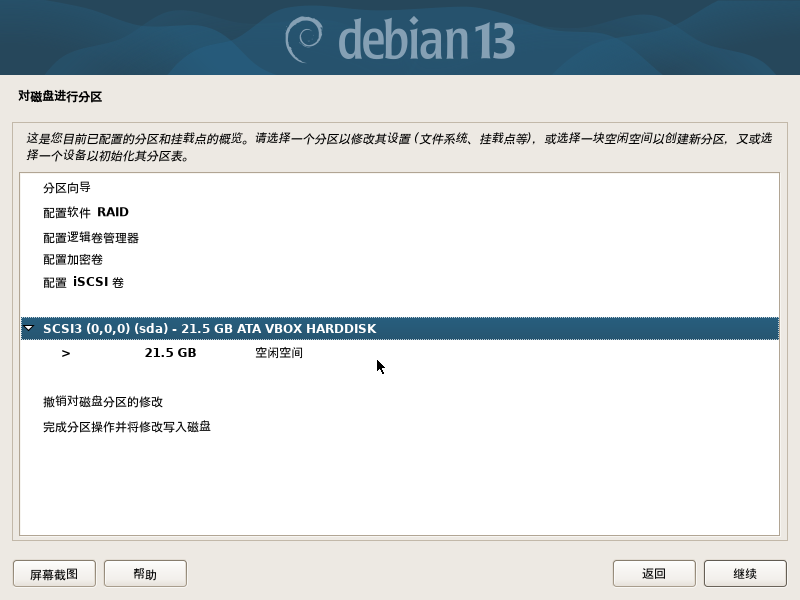 debian 13
对磁盘进行分区
这是您目前已配置的分区和挂载点的概览。请选择一个分区以修改其设置 (文件系统、挂载点等)，或选择一块空闲空间以创建新分区，又或选
择一个设备以初始化其分区表。
分区向导
配置软件 RAID
配置逻辑卷管理器
配置加密卷
配置 iSCSI 卷
SCSI3 (0,0,0) (sda) - 21.5 GB ATA VBOX HARDDISK
> 21.5 GB 空闲空间
撤销对磁盘分区的修改
完成分区操作并将修改写入磁盘
屏幕截图 帮助 返回 继续